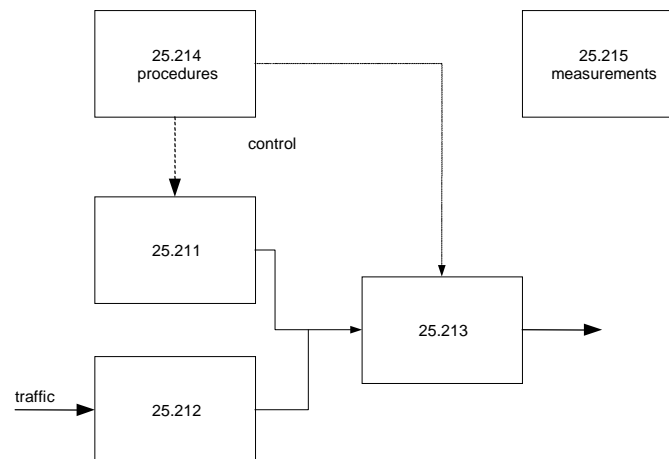 25.214
procedures
25.215
measurements
control
25.211
25.213
traffic
25.212